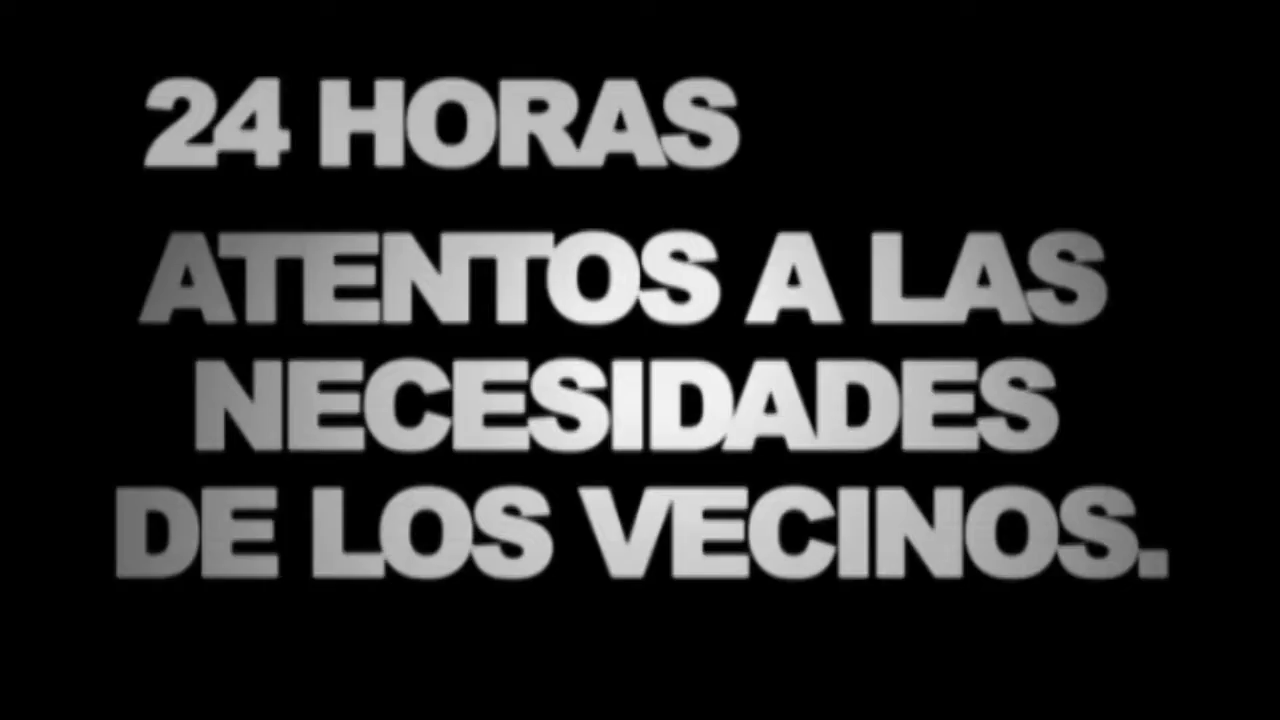 24 HORAS
ATENTOS A LAS
NECESIDADES
DE LOS VECINOS.